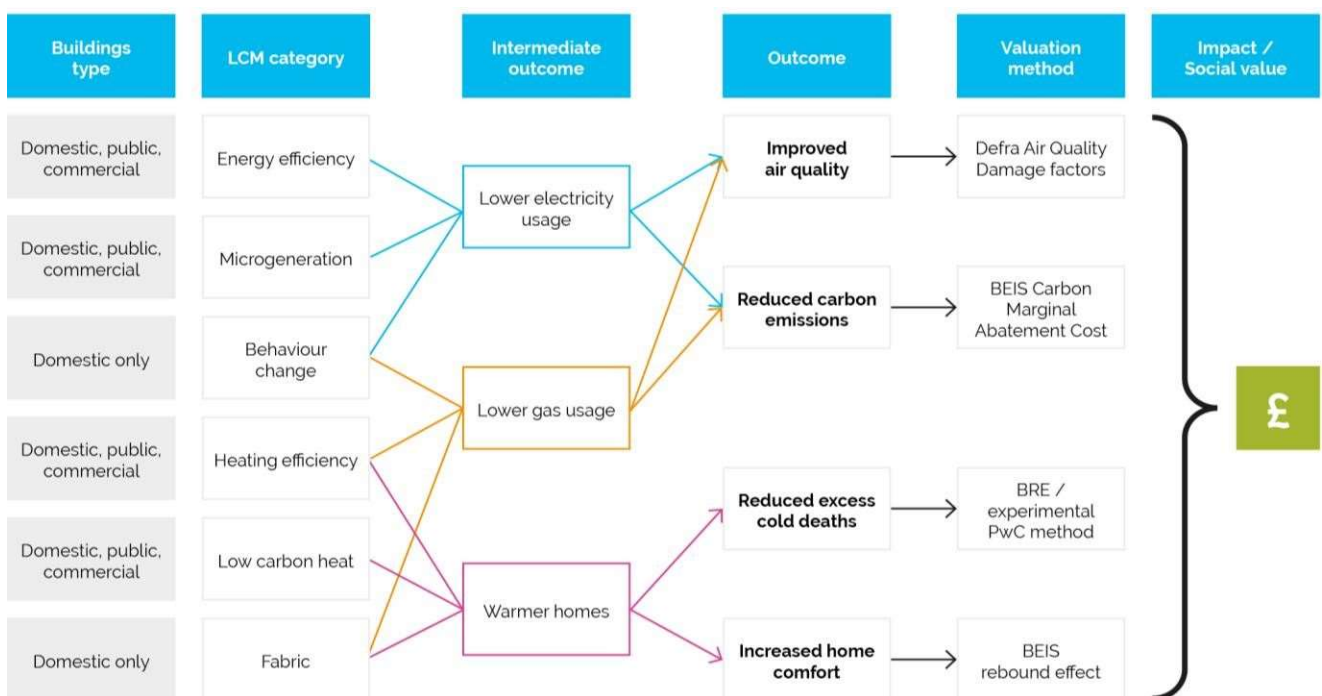 Buildings
type
LCM category
Intermediate
outcome
Outcome
Valuation
method
Impact /
Social value
Domestic, public,
commercial
Energy efficiency
Lower electricity
usage
Improved
air quality
Defra Air Quality
Damage factors
Domestic, public,
commercial
Microgeneration
Reduced carbon
emissions
BEIS Carbon
Marginal
Abatement Cost
Domestic only
Behaviour
change
Lower gas usage
£
Domestic, public,
commercial
Heating efficiency
Reduced excess
cold deaths
BRE /
experimental
PwC method
Domestic, public,
commercial
Low carbon heat
Warmer homes
Domestic only
Fabric
Increased home
comfort
BEIS
rebound effect